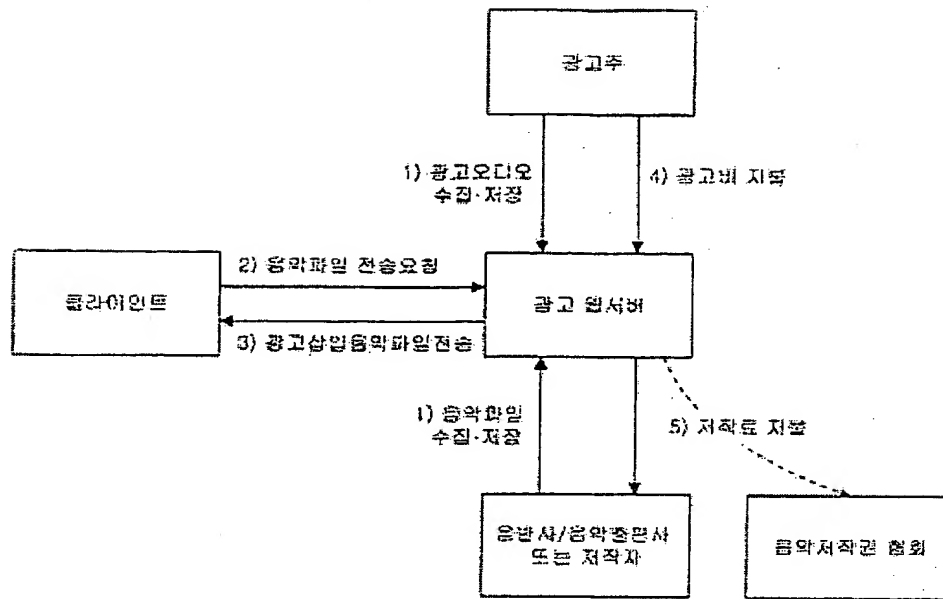 광고주
1) 광고오디오
수집·저장
4) 광고비 지불
2) 음악파일 전송요청
클라이언트
광고 웹서버
3) 광고삽입음악파일전송
1) 음악파일
수집·저장
5) 저작료 지불
음반사/음악출판사
또는 저작자
음악저작권 협회